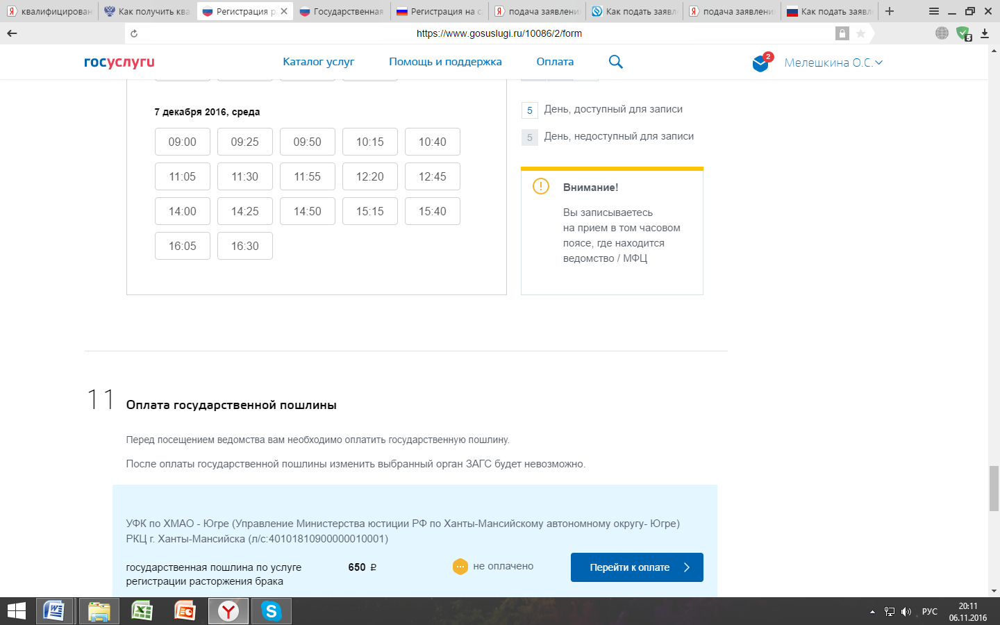 квалифицирован
Как получить ква
Регистрация р
Государственная
Регистрация на с
подача заявлени
Как подать заявл
подача заявлени
Как подать заявл
https://www.gosuslugi.ru/10086/2/form
5
госуслуги
Каталог услуг
Помощь и поддержка
Оплата
2
Мелешкина О.С.
7 декабря 2016, среда
09:00 09:25 09:50 10:15 10:40
11:05 11:30 11:55 12:20 12:45
14:00 14:25 14:50 15:15 15:40
16:05 16:30
5 День, доступный для записи
5 День, недоступный для записи
Внимание!
Вы записываетесь
на прием в том часовом
поясе, где находится
ведомство / МФЦ
11 Оплата государственной пошлины
Перед посещением ведомства вам необходимо оплатить государственную пошлину.
После оплаты государственной пошлины изменить выбранный орган ЗАГС будет невозможно.
УФК по ХМАО - Югре (Управление Министерства юстиции РФ по Ханты-Мансийскому автономному округу- Югре)
РКЦ г. Ханты-Мансийска (л/с:40101810900000010001)
государственная пошлина по услуге
регистрации расторжения брака
650 ₽
не оплачено
Перейти к оплате
РУС
20:11
06.11.2016